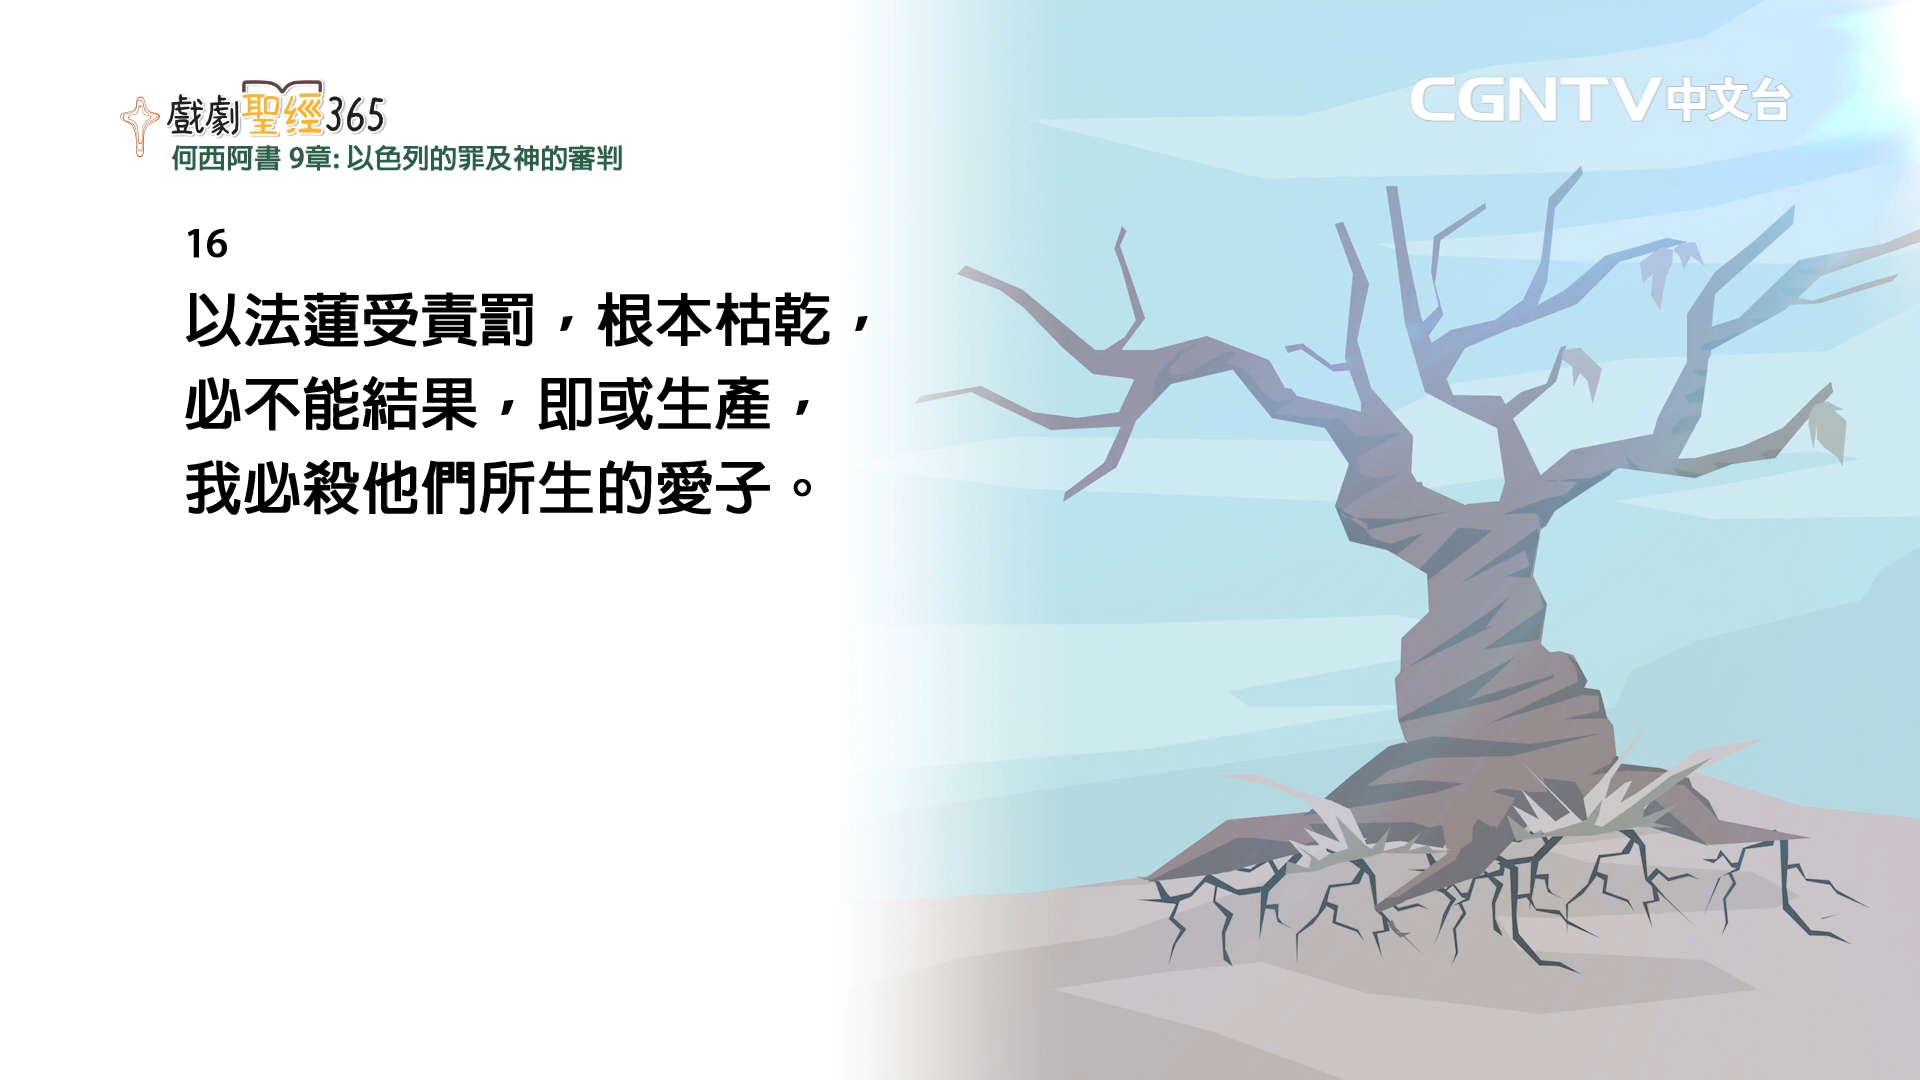 戲劇聖經365
CGNTV中文台
何西阿書 9章: 以色列的罪及神的審判
16
以法蓮受責罰，根本枯乾，
必不能結果，即或生產，
我必殺他們所生的愛子。